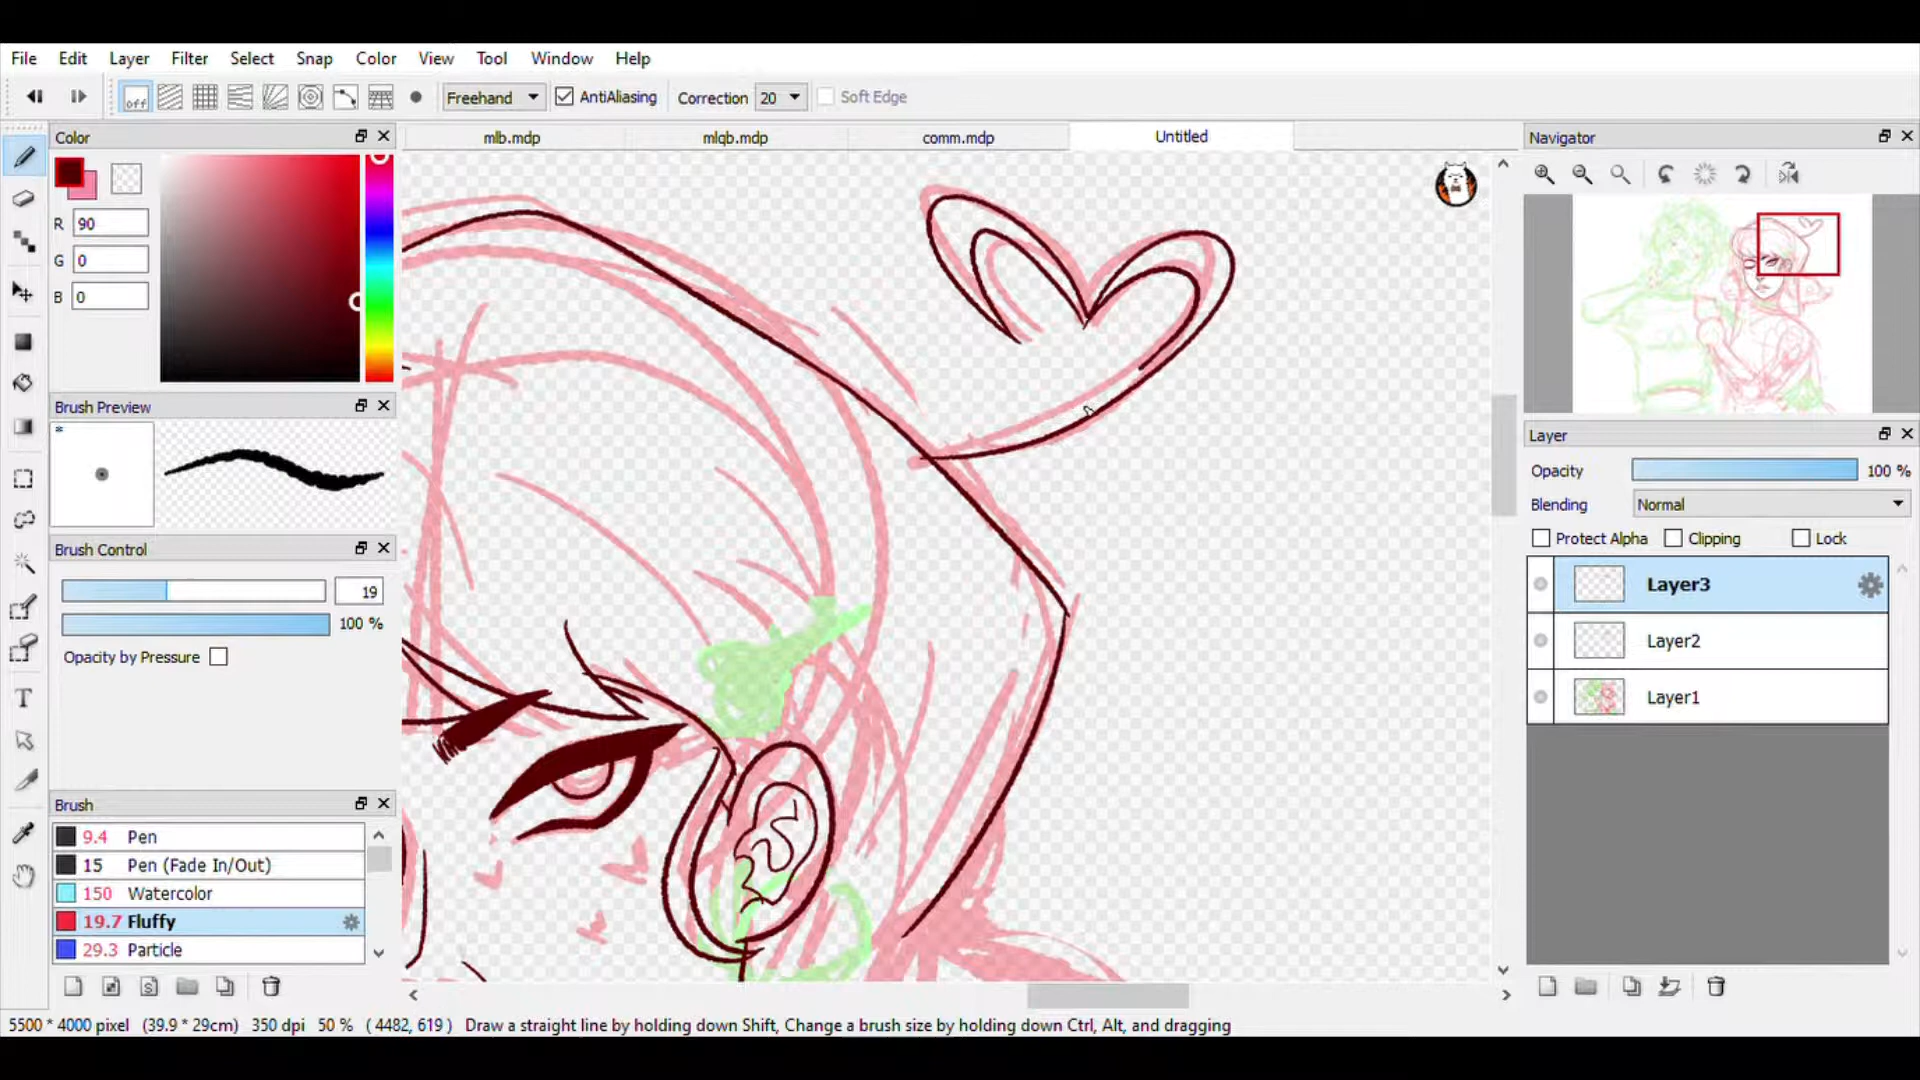 File Edit Layer Filter Select Snap Color View Tool Window Help
off Freehand AntiAliasing Correction 20 Soft Edge
Color
mlb.mdp mlqb.mdp comm.mdp Untitled
Navigator
R 90
G 0
B 0
Brush Preview
*
Brush Control
19
100 %
Opacity by Pressure
Brush
9.4 Pen
15 Pen (Fade In/Out)
150 Watercolor
19.7 Fluffy
29.3 Particle
Layer
Opacity 100 %
Blending Normal
Protect Alpha Clipping Lock
Layer3
Layer2
Layer1
T
S
5500 * 4000 pixel (39.9 * 29cm) 350 dpi 50 % ( 4482, 619 ) Draw a straight line by holding down Shift, Change a brush size by holding down Ctrl, Alt, and dragging